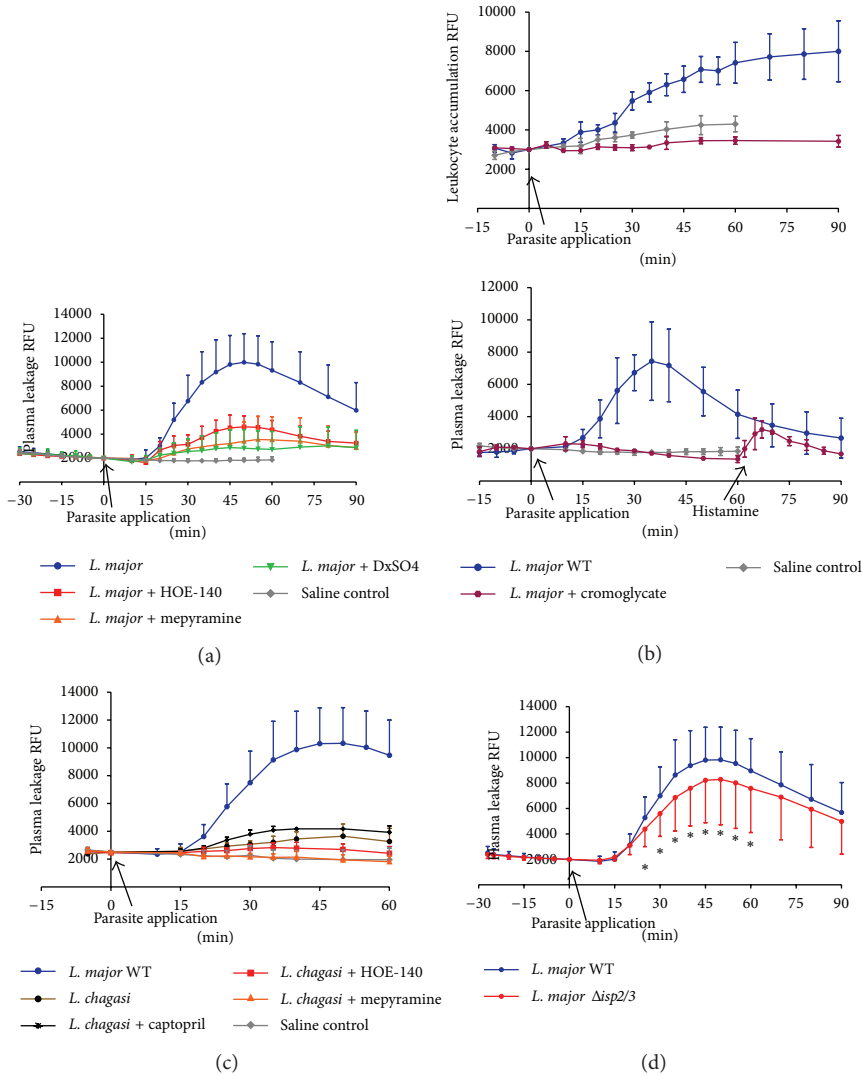 Leukocyte accumulation RFU
10000
8000
6000
4000
2000
−15 0 15 30 45 60 75 90
Parasite application
(min)
Plasma leakage RFU
14000
12000
10000
8000
6000
4000
2000
−30 −15 0 15 30 45 60 75 90
Parasite application
(min)
L. major
L. major + HOE-140
L. major + mepyramine
L. major + DxSO4
Saline control
(a)
Plasma leakage RFU
12000
10000
8000
6000
4000
2000
−15 0 15 30 45 60 75 90
Parasite application
Histamine
(min)
L. major WT
L. major + cromoglycate
Saline control
(b)
Plasma leakage RFU
14000
12000
10000
8000
6000
4000
2000
0
−15 0 15 30 45 60
Parasite application
(min)
L. major WT
L. chagasi
L. chagasi + captopril
L. chagasi + HOE-140
L. chagasi + mepyramine
Saline control
(c)
Plasma leakage RFU
14000
12000
10000
8000
6000
4000
2000
* * * * * * * *
−30 −15 0 15 30 45 60 75 90
Parasite application
(min)
L. major WT
L. major Δisp2/3
(d)